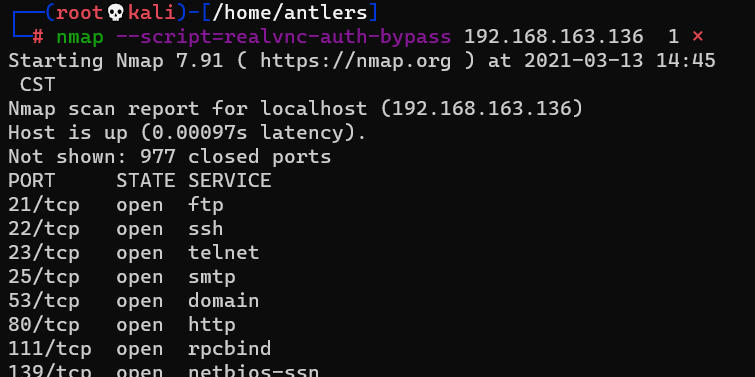 ┌──(root💀kali)-[/home/antlers]
└─# nmap --script=realvnc-auth-bypass 192.168.163.136  1 ⨯
Starting Nmap 7.91 ( https://nmap.org ) at 2021-03-13 14:45
 CST
Nmap scan report for localhost (192.168.163.136)
Host is up (0.00097s latency).
Not shown: 977 closed ports
PORT     STATE SERVICE
21/tcp   open  ftp
22/tcp   open  ssh
23/tcp   open  telnet
25/tcp   open  smtp
53/tcp   open  domain
80/tcp   open  http
111/tcp  open  rpcbind
139/tcp  open  netbios-ssn